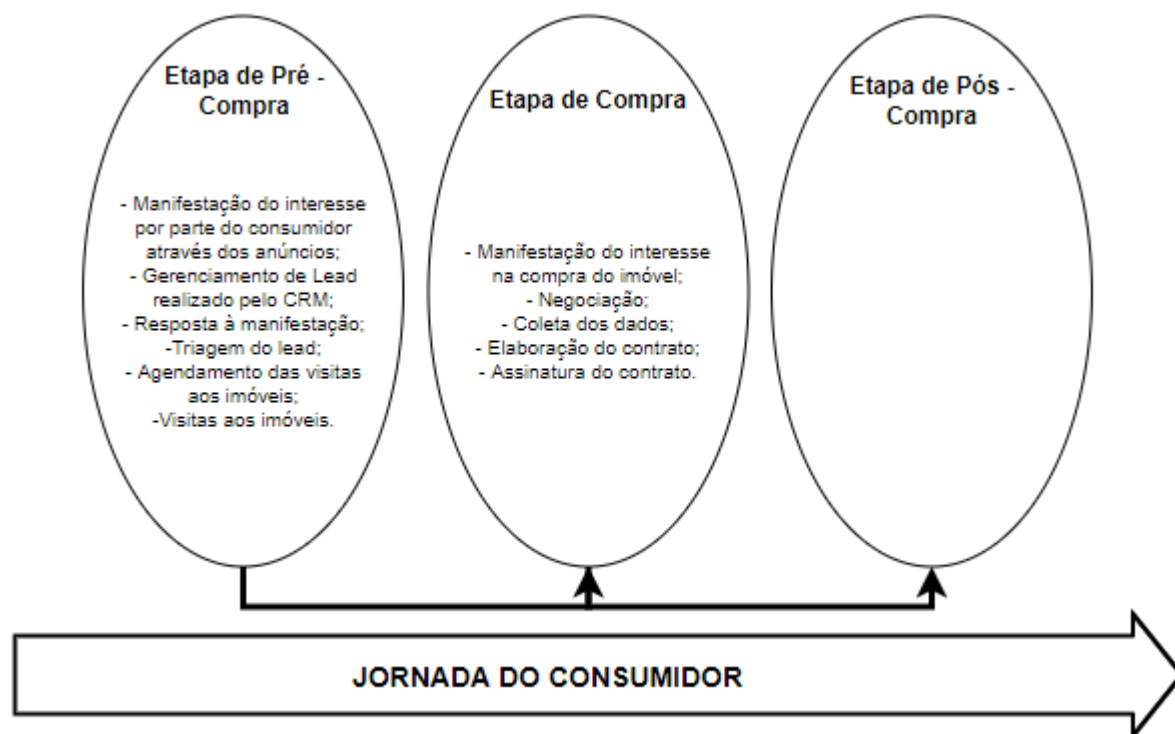 Etapa de Pré -
Compra
- Manifestação do interesse
por parte do consumidor
através dos anúncios;
- Gerenciamento de Lead
realizado pelo CRM;
- Resposta à manifestação;
-Triagem do lead;
- Agendamento das visitas
aos imóveis;
-Visitas aos imóveis.
Etapa de Compra
- Manifestação do interesse
na compra do imóvel;
- Negociação;
- Coleta dos dados;
- Elaboração do contrato;
- Assinatura do contrato.
Etapa de Pós -
Compra
JORNADA DO CONSUMIDOR